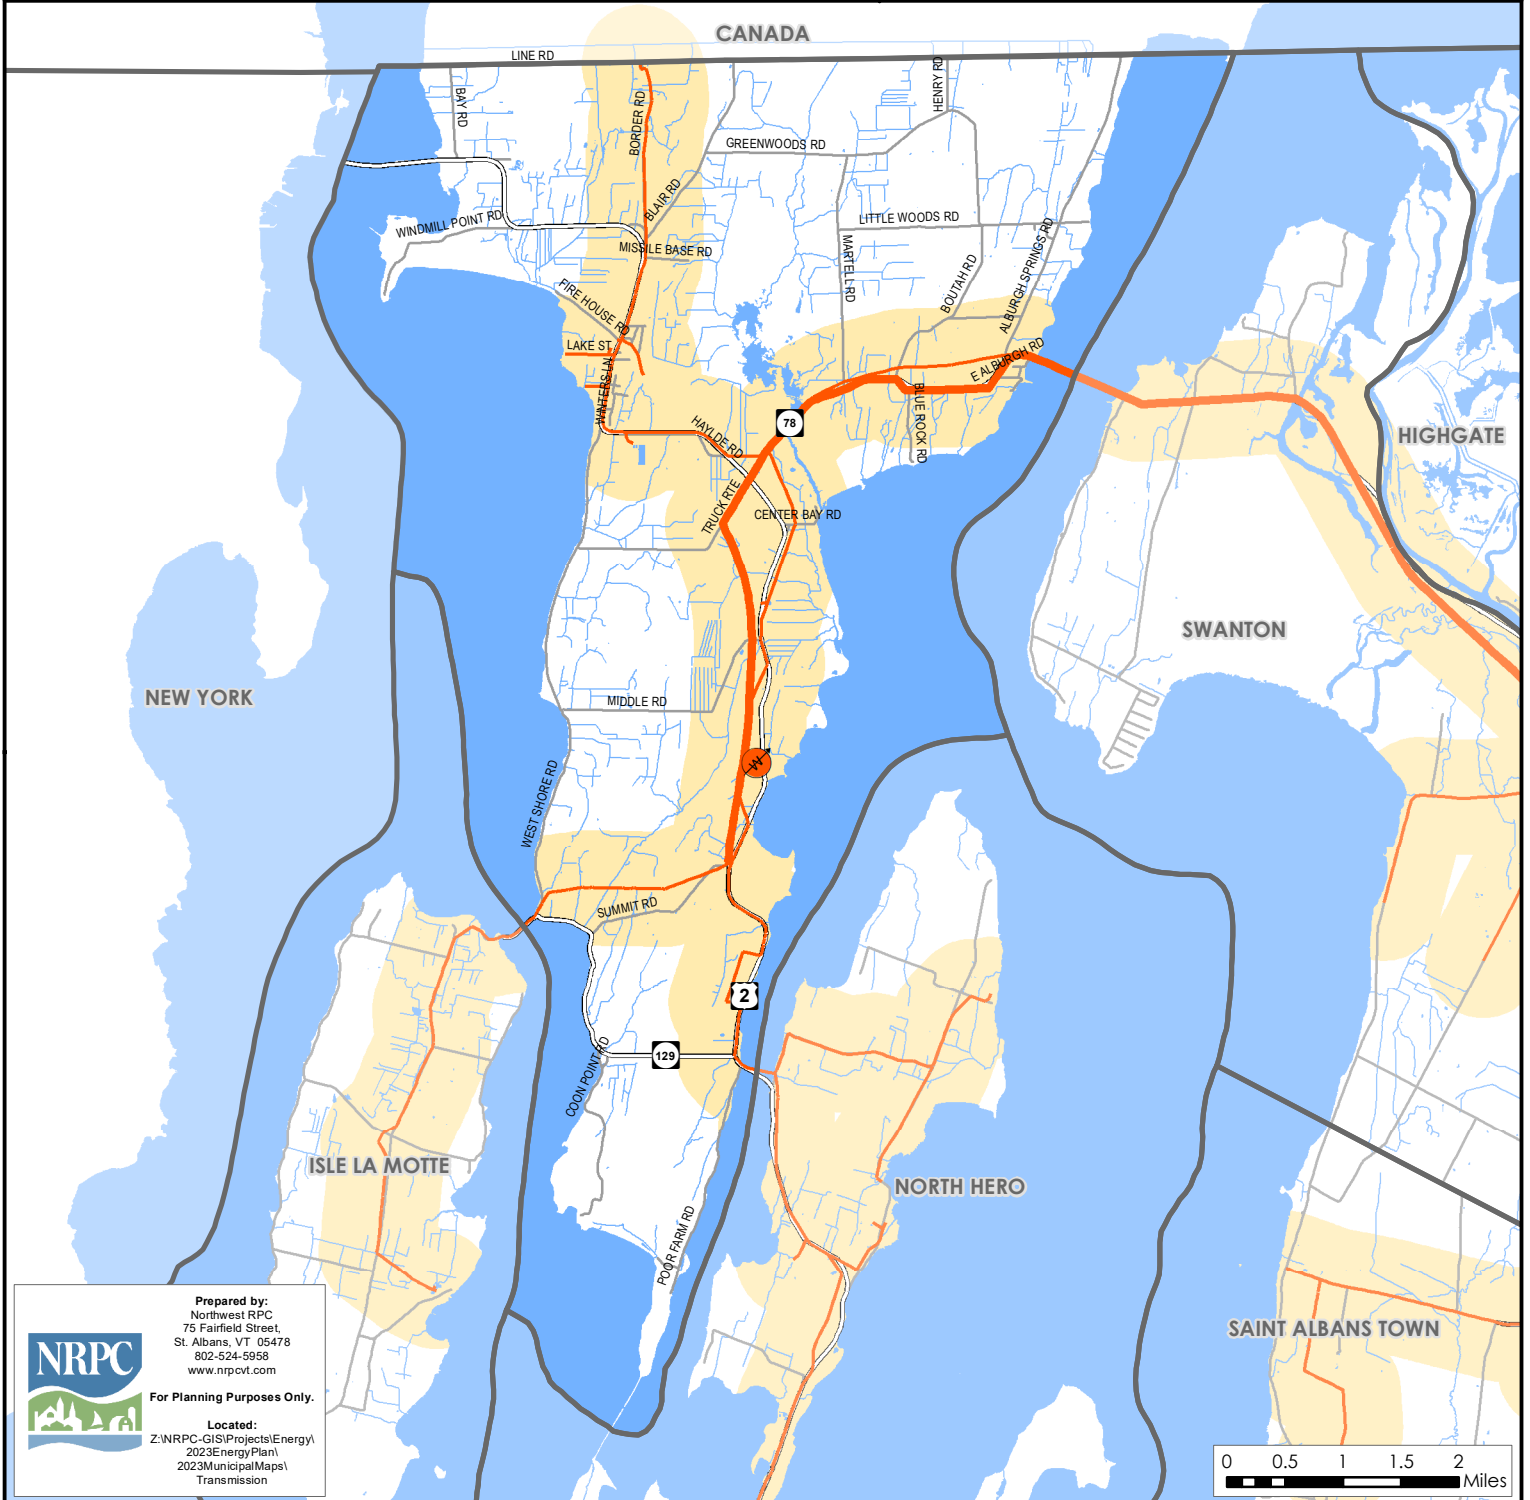 CANADA
LINE RD
BAY RD
BORDER RD
HENRY RD
GREENWOODS RD
BLAIR RD
WINDMILL POINT RD
LITTLE WOODS RD
MISSILE BASE RD
MARTELL RD
BOUTAH RD
ALBURGH SPRINGS RD
FIRE HOUSE RD
LAKE ST
E ALBURGH RD
WINTERS LN
BLUE ROCK RD
78
HAYLDE RD
HIGHGATE
TRUCK RTE
CENTER BAY RD
SWANTON
NEW YORK
MIDDLE RD
W
WEST SHORE RD
SUMMIT RD
2
129
COON POINT RD
ISLE LA MOTTE
NORTH HERO
POOR FARM RD
SAINT ALBANS TOWN
NRPC
Prepared by:
Northwest RPC
75 Fairfield Street,
St. Albans, VT 05478
802-524-5958
www.nrpcvt.com
For Planning Purposes Only.
Located:
Z:\NRPC-GIS\Projects\Energy\
2023EnergyPlan\
2023MunicipalMaps\
Transmission
0 0.5 1 1.5 2
Miles